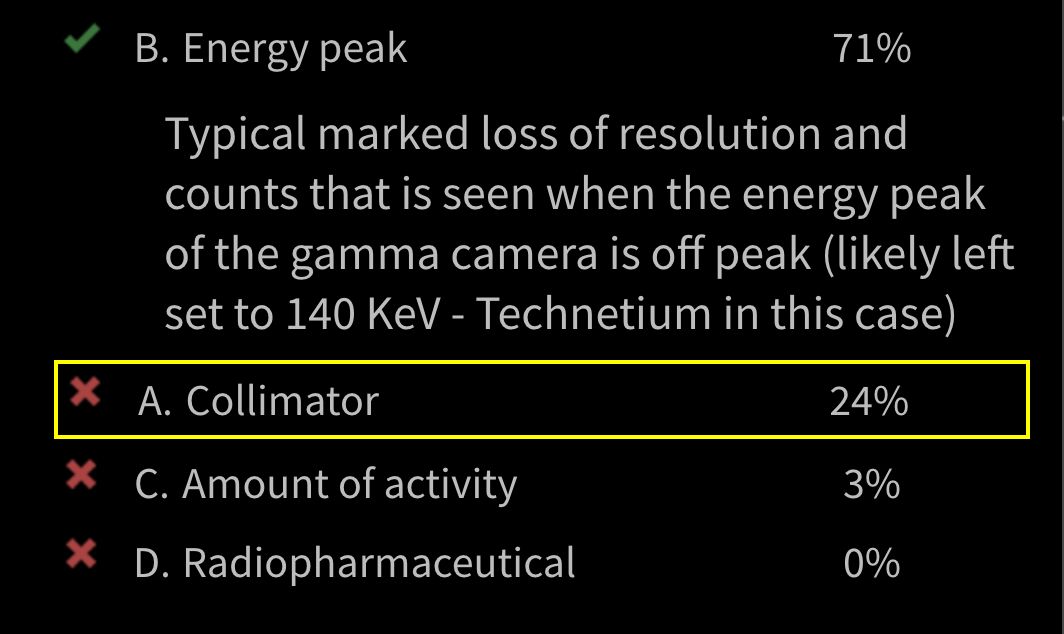 B. Energy peak 71%
Typical marked loss of resolution and
counts that is seen when the energy peak
of the gamma camera is off peak (likely left
set to 140 KeV - Technetium in this case)
A. Collimator 24%
C. Amount of activity 3%
D. Radiopharmaceutical 0%